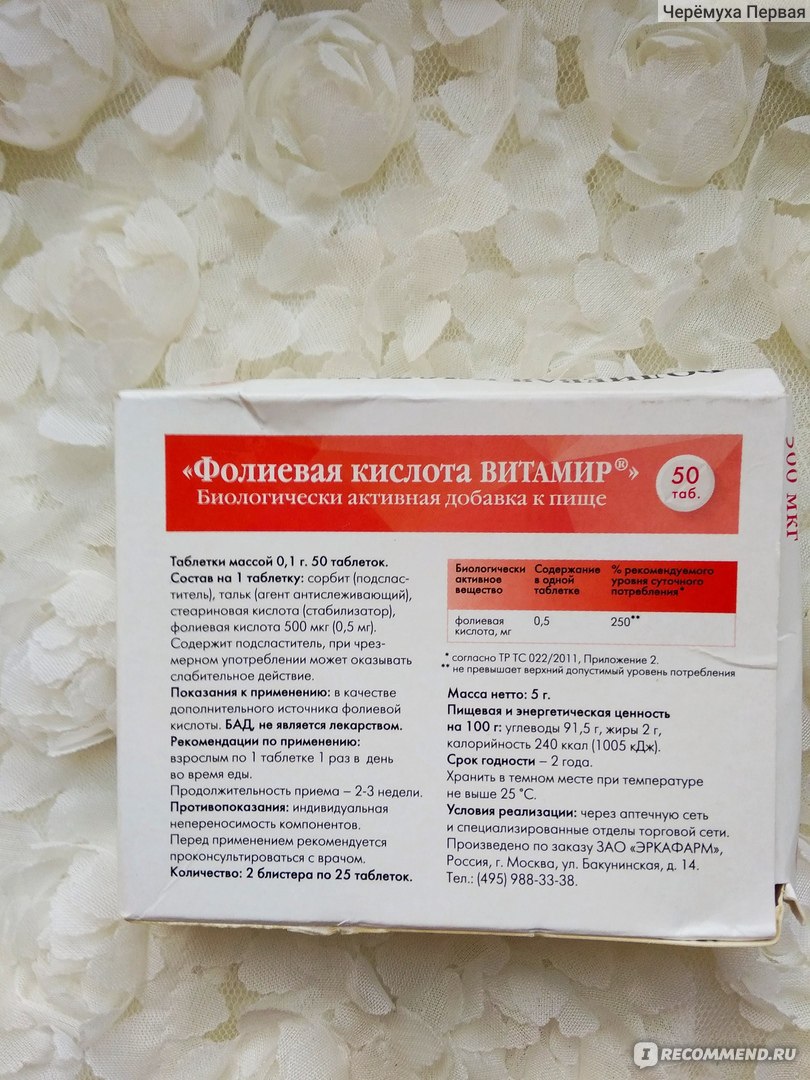 Черёмуха Первая
500 мкг
«Фолиевая кислота ВИТАМИР®»
Биологически активная добавка к пище
50
таб.
Таблетки массой 0,1 г. 50 таблеток.
Состав на 1 таблетку: сорбит (подслас-
титель), тальк (агент антислеживающий),
стеариновая кислота (стабилизатор),
фолиевая кислота 500 мкг (0,5 мг).
Содержит подсластитель, при чрез-
мерном употреблении может оказывать
слабительное действие.
Показания к применению: в качестве
дополнительного источника фолиевой
кислоты. БАД, не является лекарством.
Рекомендации по применению:
взрослым по 1 таблетке 1 раз в день
во время еды.
Продолжительность приема – 2-3 недели.
Противопоказания: индивидуальная
непереносимость компонентов.
Перед применением рекомендуется
проконсультироваться с врачом.
Количество: 2 блистера по 25 таблеток.
Биологически активное вещество
Содержание в одной таблетке
% рекомендуемого уровня суточного потребления*
фолиевая кислота, мг
0,5
250**
* согласно ТР ТС 022/2011, Приложение 2.
** не превышает верхний допустимый уровень потребления
Масса нетто: 5 г.
Пищевая и энергетическая ценность
на 100 г: углеводы 91,5 г, жиры 2 г,
калорийность 240 ккал (1005 кДж).
Срок годности – 2 года.
Хранить в темном месте при температуре
не выше 25 °С.
Условия реализации: через аптечную сеть
и специализированные отделы торговой сети.
Произведено по заказу ЗАО «ЭРКАФАРМ»,
Россия, г. Москва, ул. Бакунинская, д. 14.
Тел.: (495) 988-33-38.
IRECOMMEND.RU